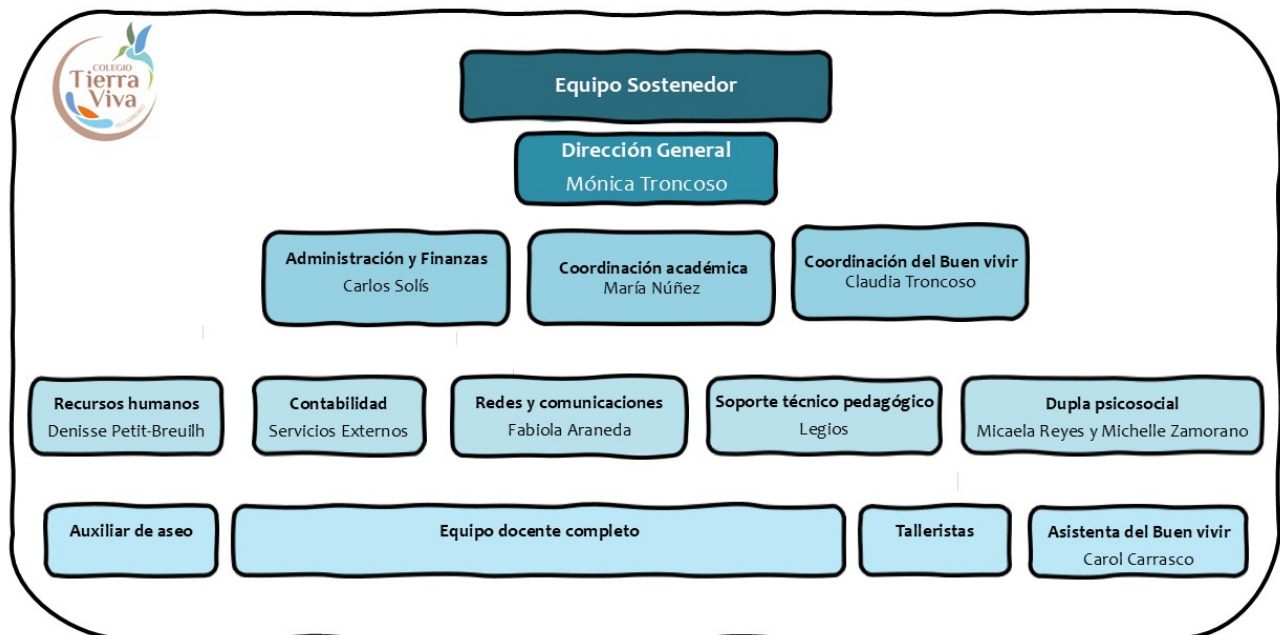 COLEGIO
Tierra
Viva
ALGARROBO
Equipo Sostenedor
Dirección General
Mónica Troncoso
Administración y Finanzas
Carlos Solís
Coordinación académica
María Núñez
Coordinación del Buen vivir
Claudia Troncoso
Recursos humanos
Denisse Petit-Breuilh
Contabilidad
Servicios Externos
Redes y comunicaciones
Fabiola Araneda
Soporte técnico pedagógico
Legios
Dupla psicosocial
Micaela Reyes y Michelle Zamorano
Auxiliar de aseo
Equipo docente completo
Talleristas
Asistenta del Buen vivir
Carol Carrasco